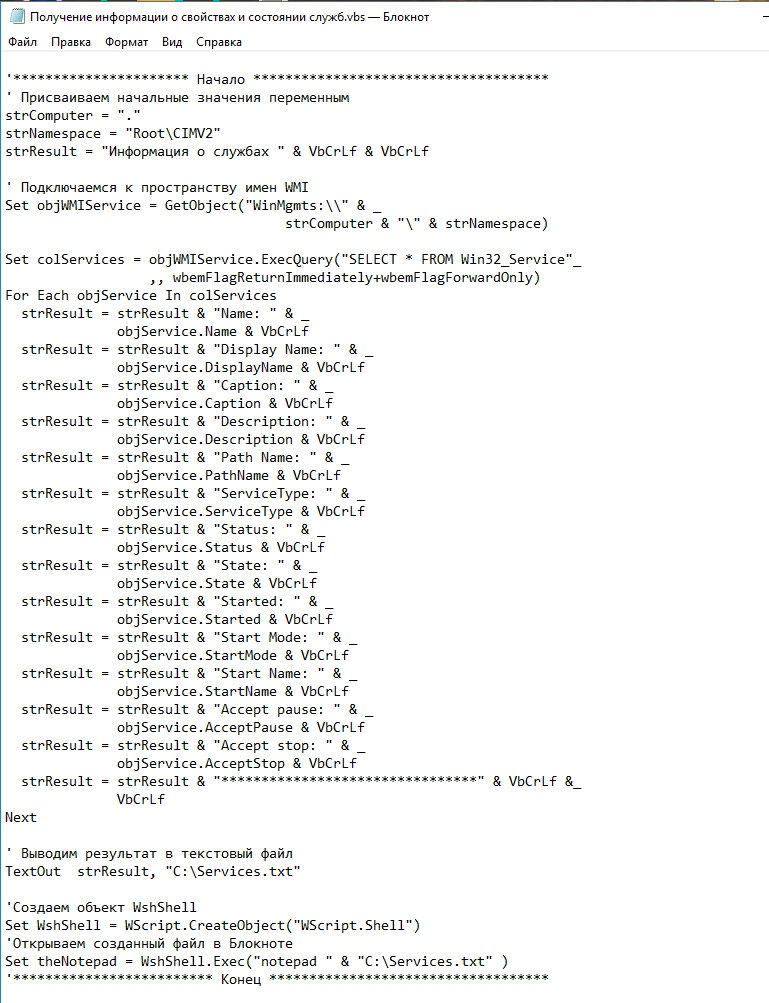 Получение информации о свойствах и состоянии служб.vbs — Блокнот
Файл Правка Формат Вид Справка
'********************** Начало *************************************
' Присваиваем начальные значения переменным
strComputer = "."
strNamespace = "Root\CIMV2"
strResult = "Информация о службах " & VbCrLf & VbCrLf
' Подключаемся к пространству имен WMI
Set objWMIService = GetObject("WinMgmts:\\" & _
strComputer & "\" & strNamespace)
Set colServices = objWMIService.ExecQuery("SELECT * FROM Win32_Service"_
,, wbemFlagReturnImmediately+wbemFlagForwardOnly)
For Each objService In colServices
strResult = strResult & "Name: " & _
objService.Name & VbCrLf
strResult = strResult & "Display Name: " & _
objService.DisplayName & VbCrLf
strResult = strResult & "Caption: " & _
objService.Caption & VbCrLf
strResult = strResult & "Description: " & _
objService.Description & VbCrLf
strResult = strResult & "Path Name: " & _
objService.PathName & VbCrLf
strResult = strResult & "ServiceType: " & _
objService.ServiceType & VbCrLf
strResult = strResult & "Status: " & _
objService.Status & VbCrLf
strResult = strResult & "State: " & _
objService.State & VbCrLf
strResult = strResult & "Started: " & _
objService.Started & VbCrLf
strResult = strResult & "Start Mode: " & _
objService.StartMode & VbCrLf
strResult = strResult & "Start Name: " & _
objService.StartName & VbCrLf
strResult = strResult & "Accept pause: " & _
objService.AcceptPause & VbCrLf
strResult = strResult & "Accept stop: " & _
objService.AcceptStop & VbCrLf
strResult = strResult & "********************************" & VbCrLf &_
VbCrLf
Next
' Выводим результат в текстовый файл
TextOut  strResult, "C:\Services.txt"
'Создаем объект WshShell
Set WshShell = WScript.CreateObject("WScript.Shell")
'Открываем созданный файл в Блокноте
Set theNotepad = WshShell.Exec("notepad " & "C:\Services.txt" )
'************************* Конец ***********************************